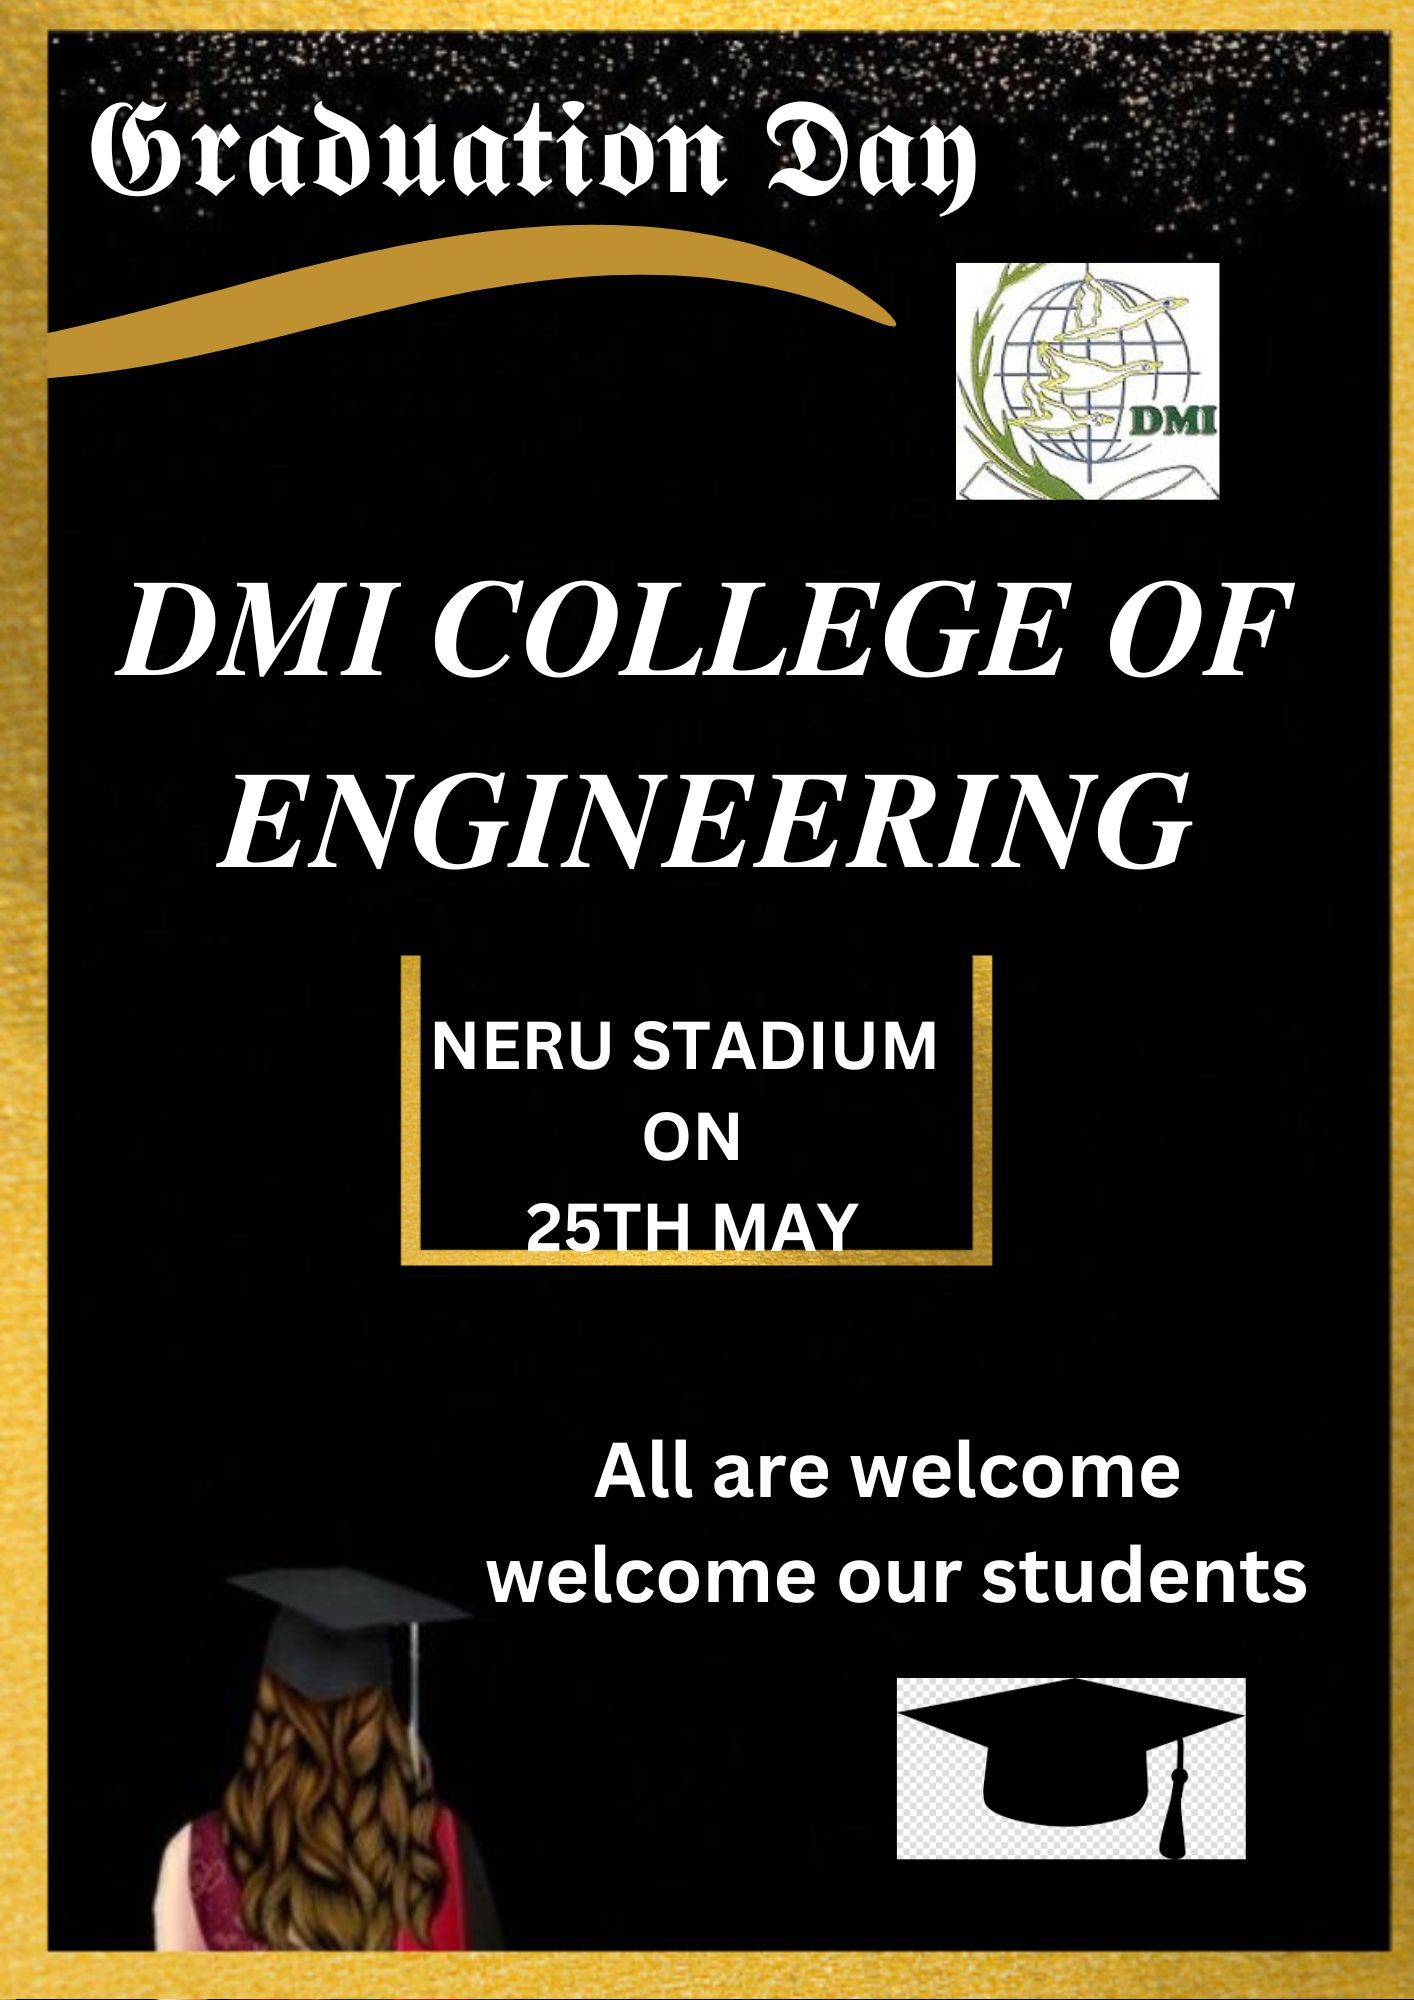 Graduation Day
DMI
DMI COLLEGE OF
ENGINEERING
NERU STADIUM
ON
25TH MAY
All are welcome
welcome our students